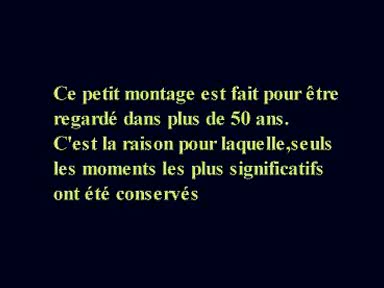 Ce petit montage est fait pour être
regardé dans plus de 50 ans.
C'est la raison pour laquelle,seuls
les moments les plus significatifs
ont été conservés